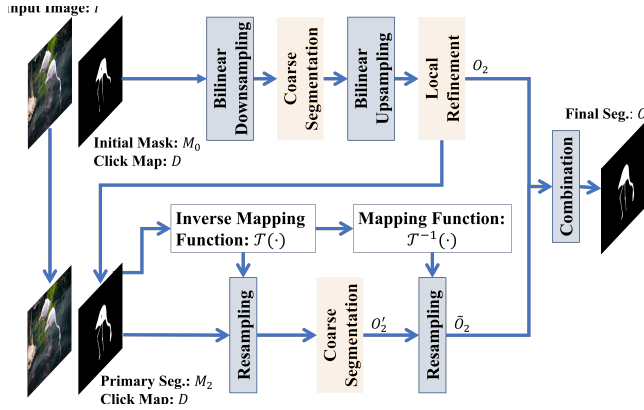 Input Image: I
Bilinear
Downsampling
Coarse
Segmentation
Bilinear
Upsampling
Local
Refinement
O₂
Initial Mask: M₀
Click Map: D
Final Seg.: O
Combination
Inverse Mapping
Function: 𝒯(·)
Mapping Function:
𝒯⁻¹(·)
Resampling
Coarse
Segmentation
O₂′
Resampling
Õ₂
Primary Seg.: M₂
Click Map: D